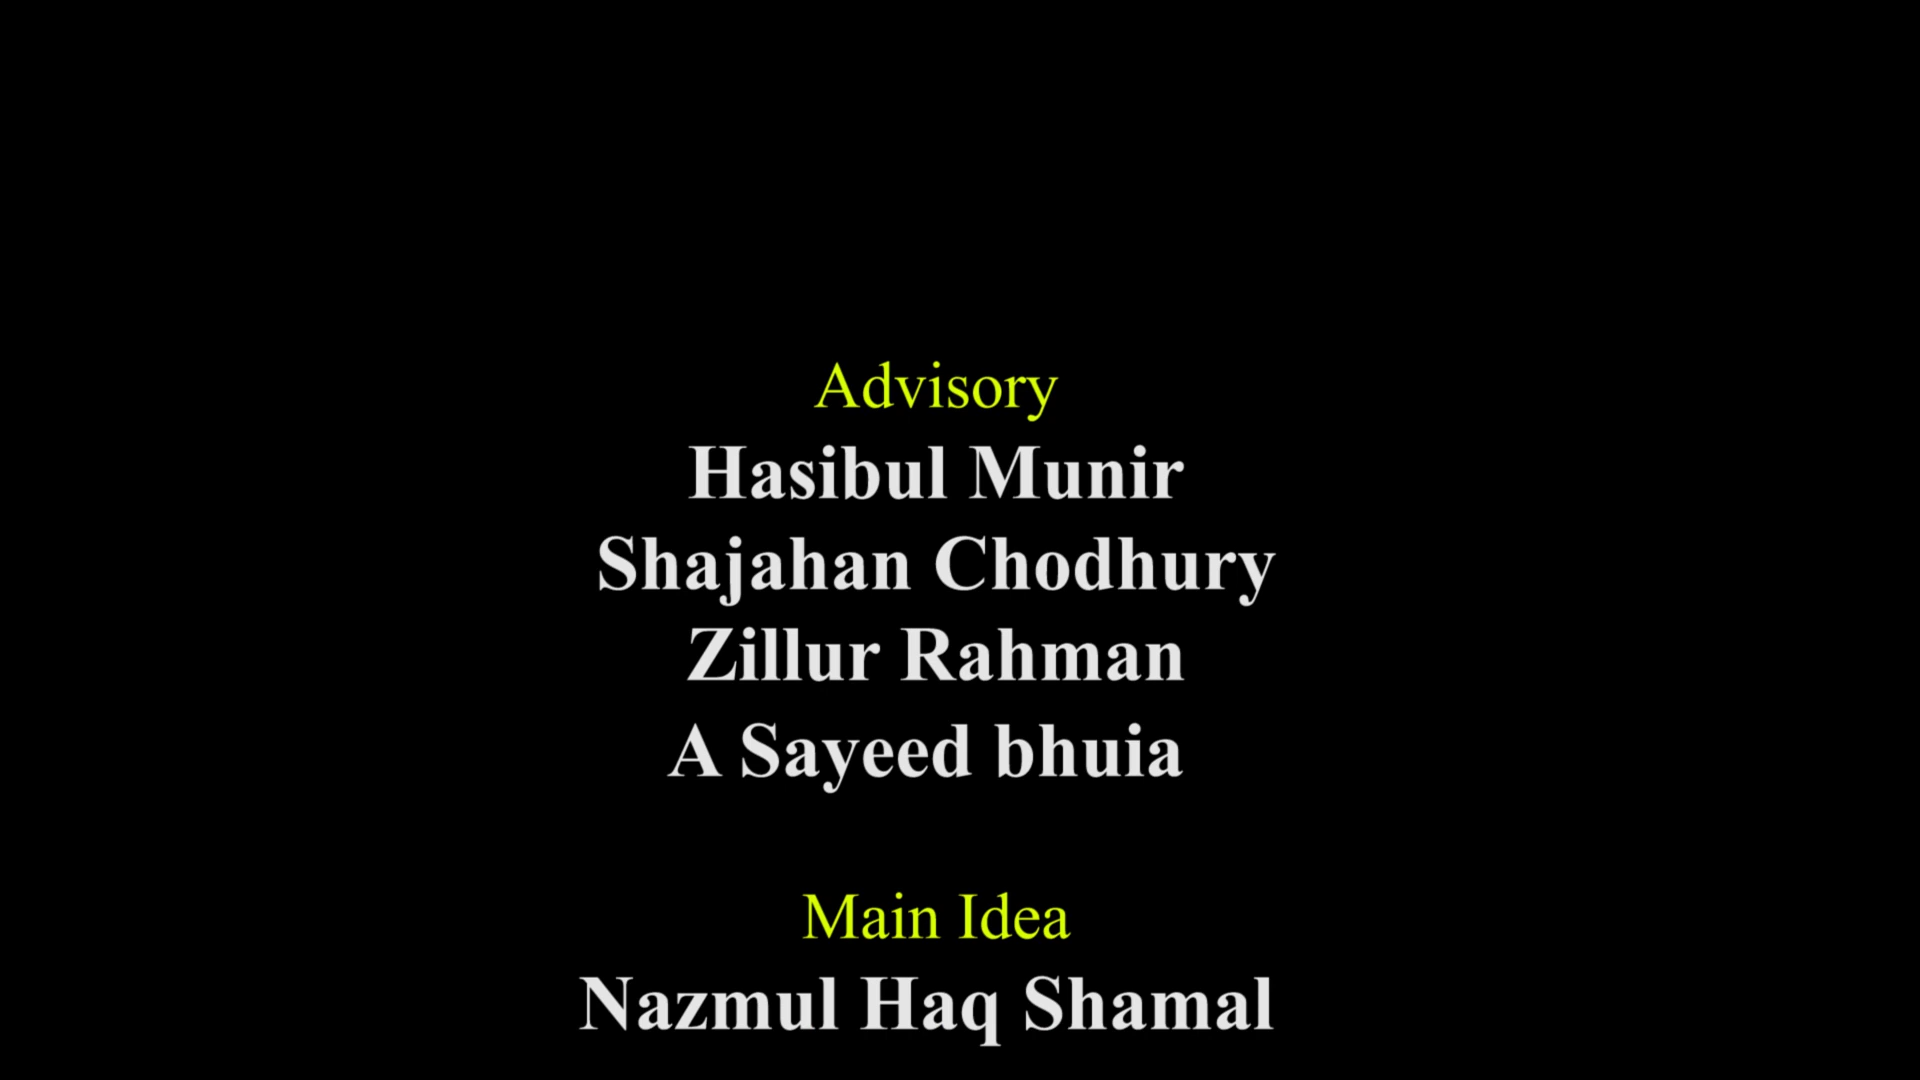 Advisory
Hasibul Munir
Shajahan Chodhury
Zillur Rahman
A Sayeed bhuia
Main Idea
Nazmul Haq Shamal